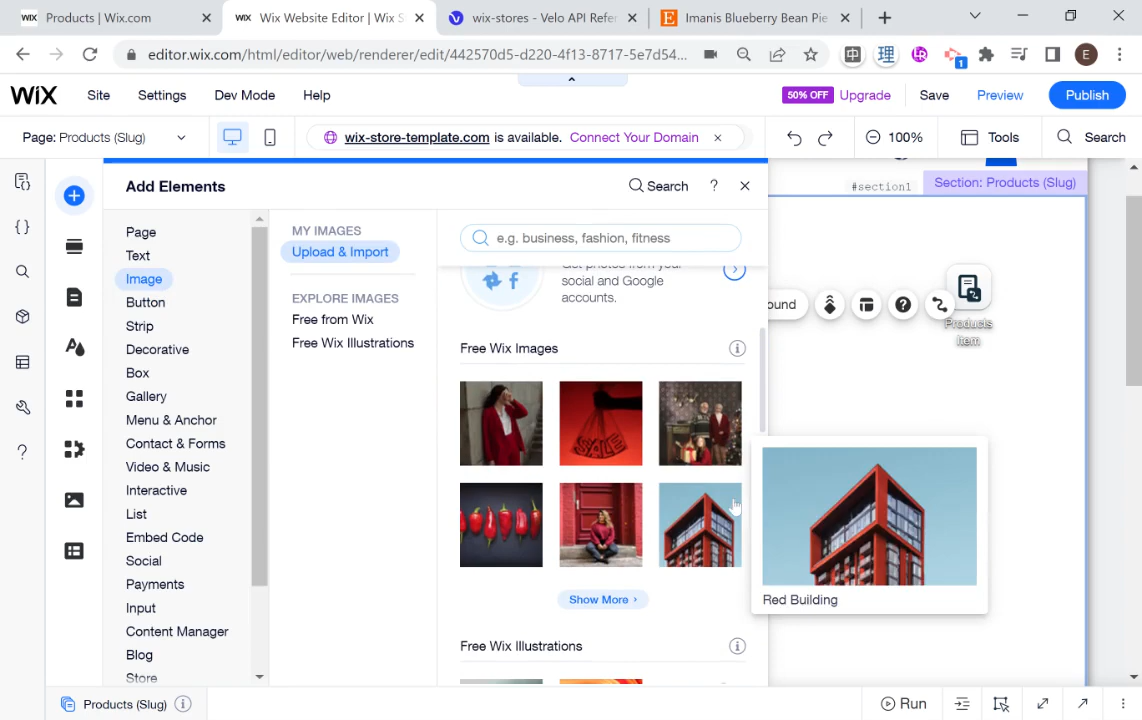 WiX Products | Wix.com
WiX Wix Website Editor | Wix S
wix-stores - Velo API Refer
E Imanis Blueberry Bean Pie
editor.wix.com/html/editor/web/renderer/edit/442570d5-d220-4f13-8717-5e7d54...
1
E
WiX
Site
Settings
Dev Mode
Help
50% OFF Upgrade
Save
Preview
Publish
Page: Products (Slug)
wix-store-template.com is available. Connect Your Domain
100%
Tools
Search
#section1
Section: Products (Slug)
Add Elements
Search
?
Page
Text
Image
Button
Strip
Decorative
Box
Gallery
Menu & Anchor
Contact & Forms
Video & Music
Interactive
List
Embed Code
Social
Payments
Input
Content Manager
Blog
Store
MY IMAGES
Upload & Import
EXPLORE IMAGES
Free from Wix
Free Wix Illustrations
e.g. business, fashion, fitness
Get photos from your
social and Google
accounts.
Free Wix Images
SALE
Show More
Free Wix Illustrations
ound
Products
Item
Red Building
Products (Slug)
Run